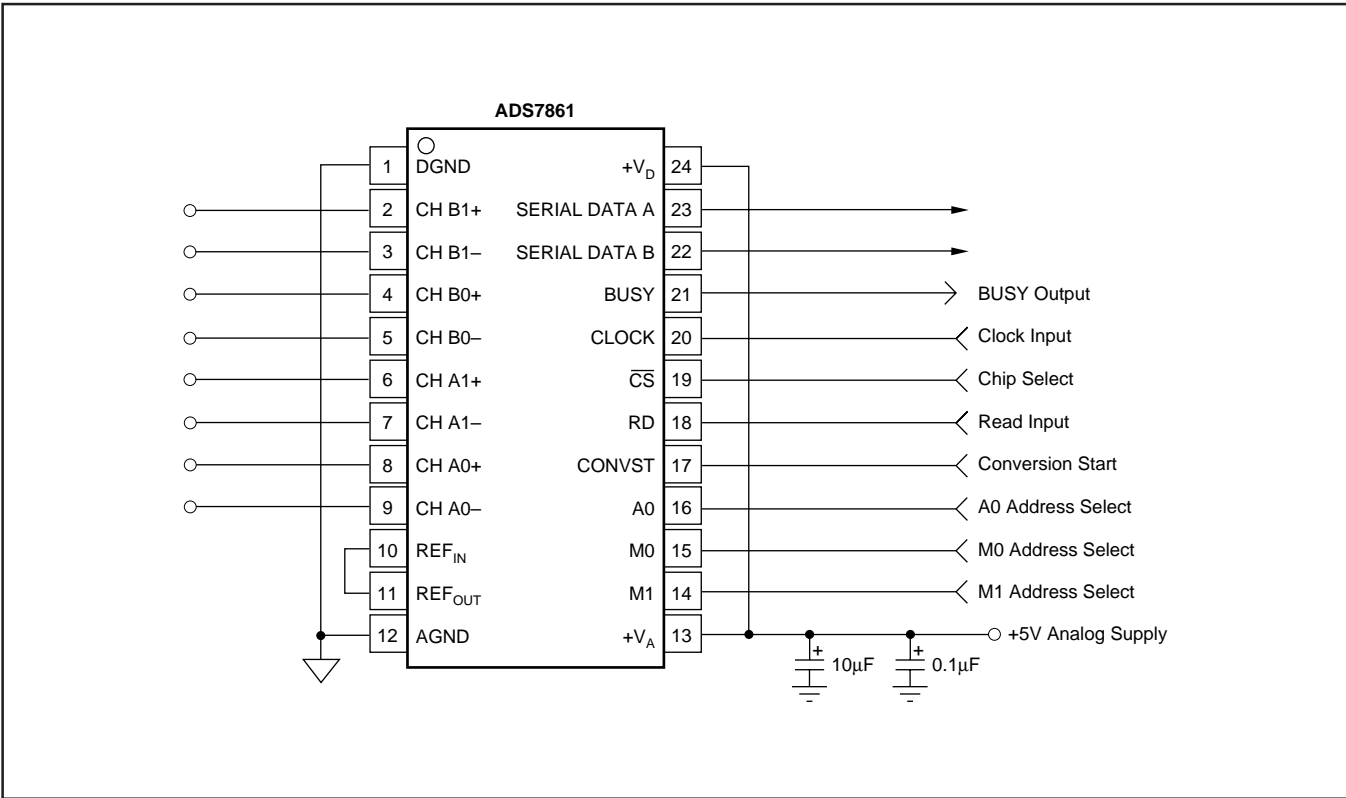 ADS7861
1 DGND +V_D 24
2 CH B1+ SERIAL DATA A 23
3 CH B1– SERIAL DATA B 22
4 CH B0+ BUSY 21 BUSY Output
5 CH B0– CLOCK 20 Clock Input
6 CH A1+ C̅S̅ 19 Chip Select
7 CH A1– RD 18 Read Input
8 CH A0+ CONVST 17 Conversion Start
9 CH A0– A0 16 A0 Address Select
10 REF_IN M0 15 M0 Address Select
11 REF_OUT M1 14 M1 Address Select
12 AGND +V_A 13 +5V Analog Supply
+ 10µF + 0.1µF